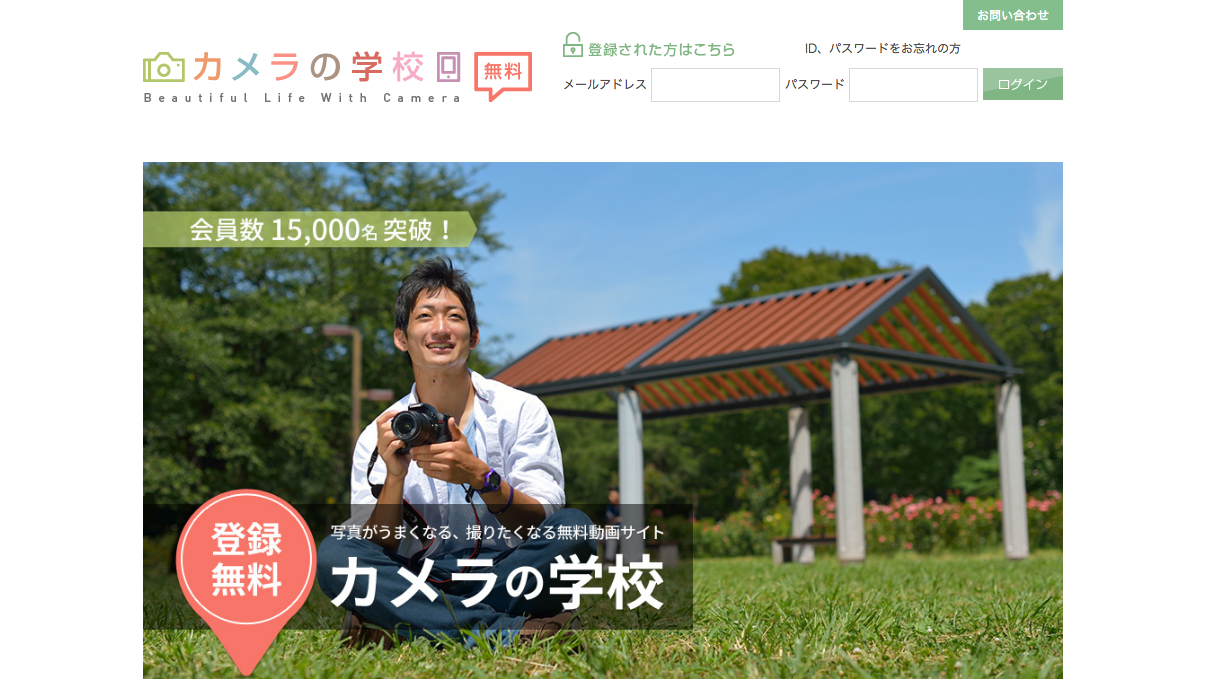 お問い合わせ
カメラの学校
無料
Beautiful Life With Camera
登録された方はこちら
ID、パスワードをお忘れの方
メールアドレス
パスワード
ログイン
会員数 15,000名 突破！
登録
無料
写真がうまくなる、撮りたくなる無料動画サイト
カメラの学校